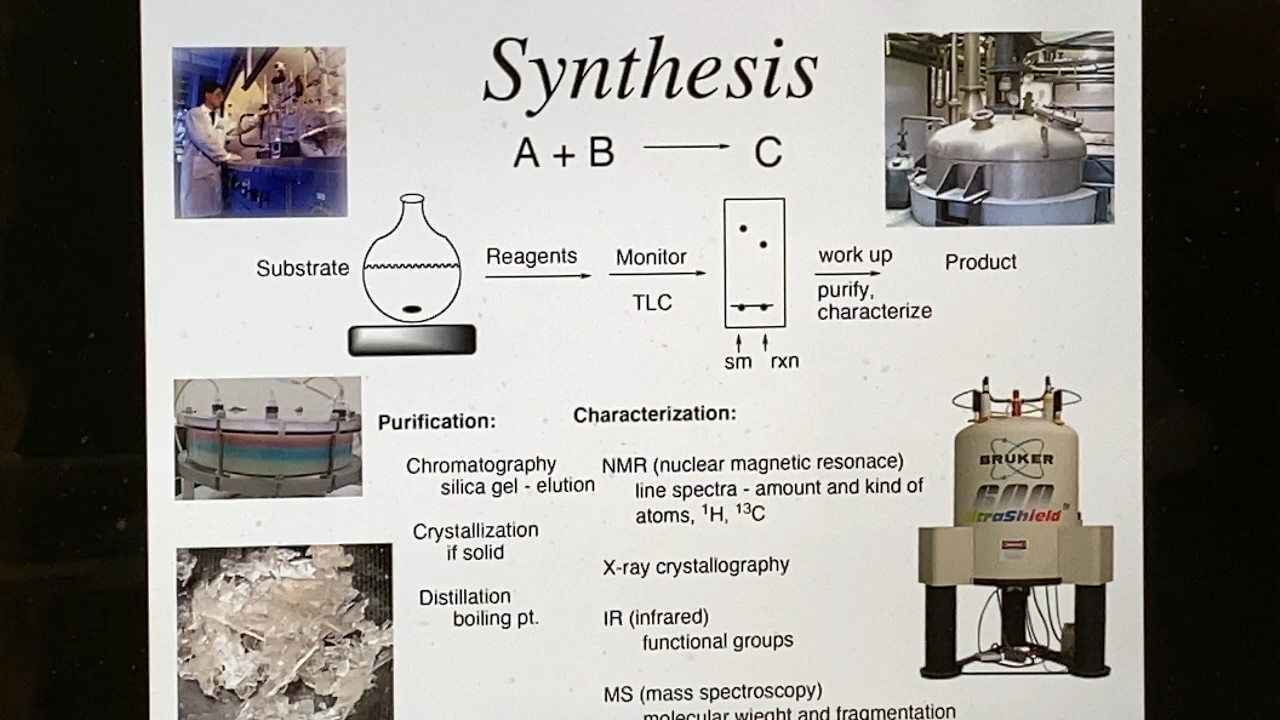 Synthesis
A + B → C
Substrate
Reagents
Monitor
TLC
work up
purify,
characterize
Product
sm rxn
Purification:
Chromatography
silica gel - elution
Crystallization
if solid
Distillation
boiling pt.
Characterization:
NMR (nuclear magnetic resonace)
line spectra - amount and kind of
atoms, ¹H, ¹³C
X-ray crystallography
IR (infrared)
functional groups
MS (mass spectroscopy)
molecular wieght and fragmentation
BRUKER
600
UltraShield